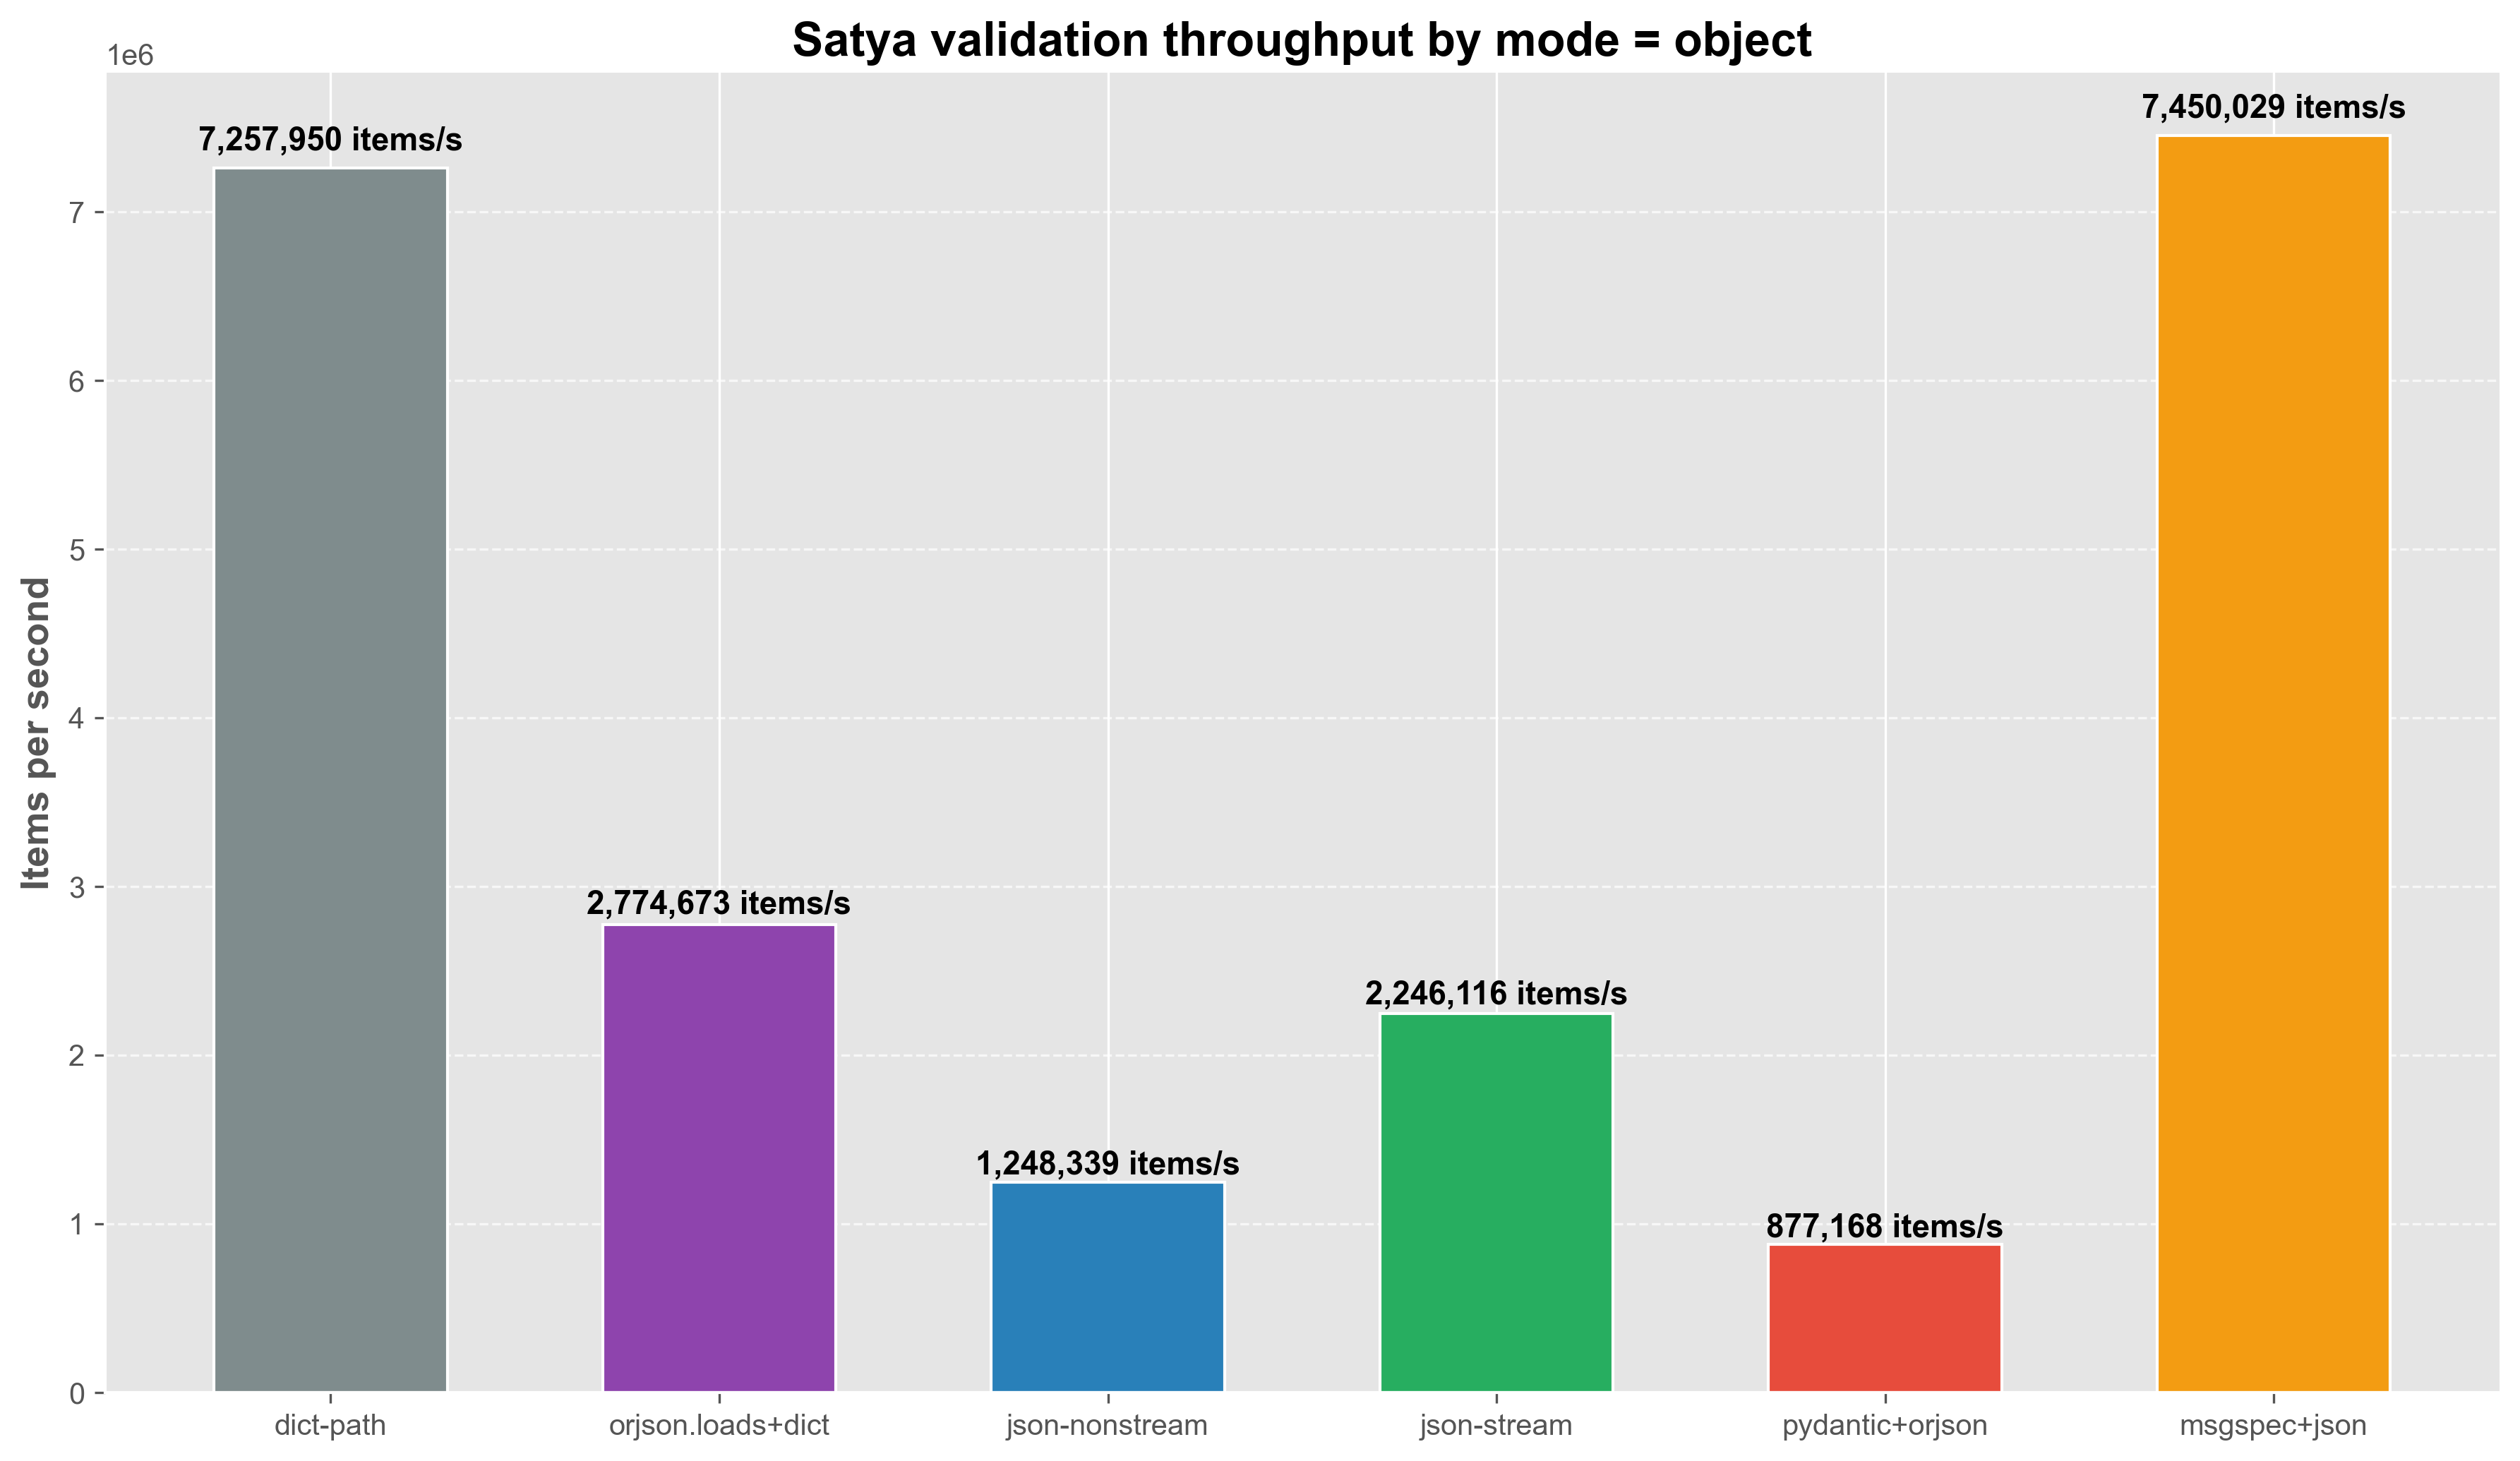 Satya validation throughput by mode = object
1e6
7,257,950 items/s
7,450,029 items/s
2,774,673 items/s
2,246,116 items/s
1,248,339 items/s
877,168 items/s
Items per second
7
6
5
4
3
2
1
0
dict-path
orjson.loads+dict
json-nonstream
json-stream
pydantic+orjson
msgspec+json